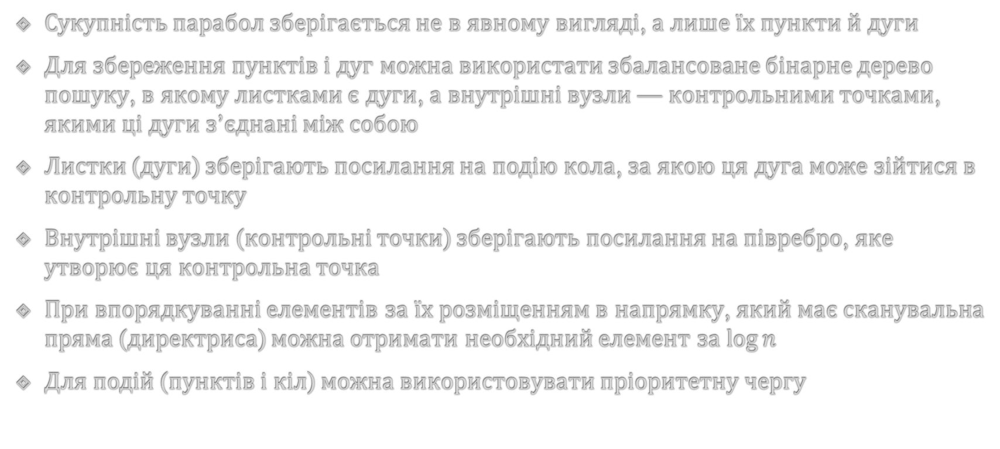 ❖ Сукупність парабол зберігається не в явному вигляді, а лише їх пункти й дуги
❖ Для збереження пунктів і дуг можна використати збалансоване бінарне дерево
пошуку, в якому листками є дуги, а внутрішні вузли — контрольними точками,
якими ці дуги з’єднані між собою
❖ Листки (дуги) зберігають посилання на подію кола, за якою ця дуга може зійтися в
контрольну точку
❖ Внутрішні вузли (контрольні точки) зберігають посилання на півребро, яке
утворює ця контрольна точка
❖ При впорядкуванні елементів за їх розміщенням в напрямку, який має сканувальна
пряма (директриса) можна отримати необхідний елемент за log n
❖ Для подій (пунктів і кіл) можна використовувати пріоритетну чергу